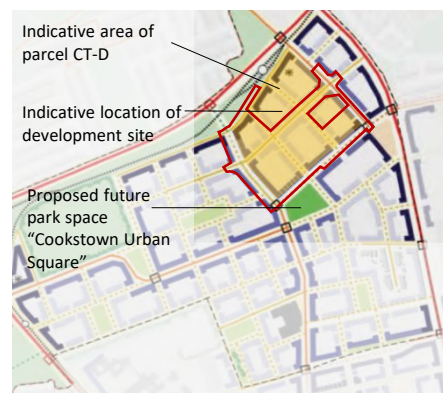 Indicative area of
parcel CT-D
Indicative location of
development site
Proposed future
park space
“Cookstown Urban
Square”